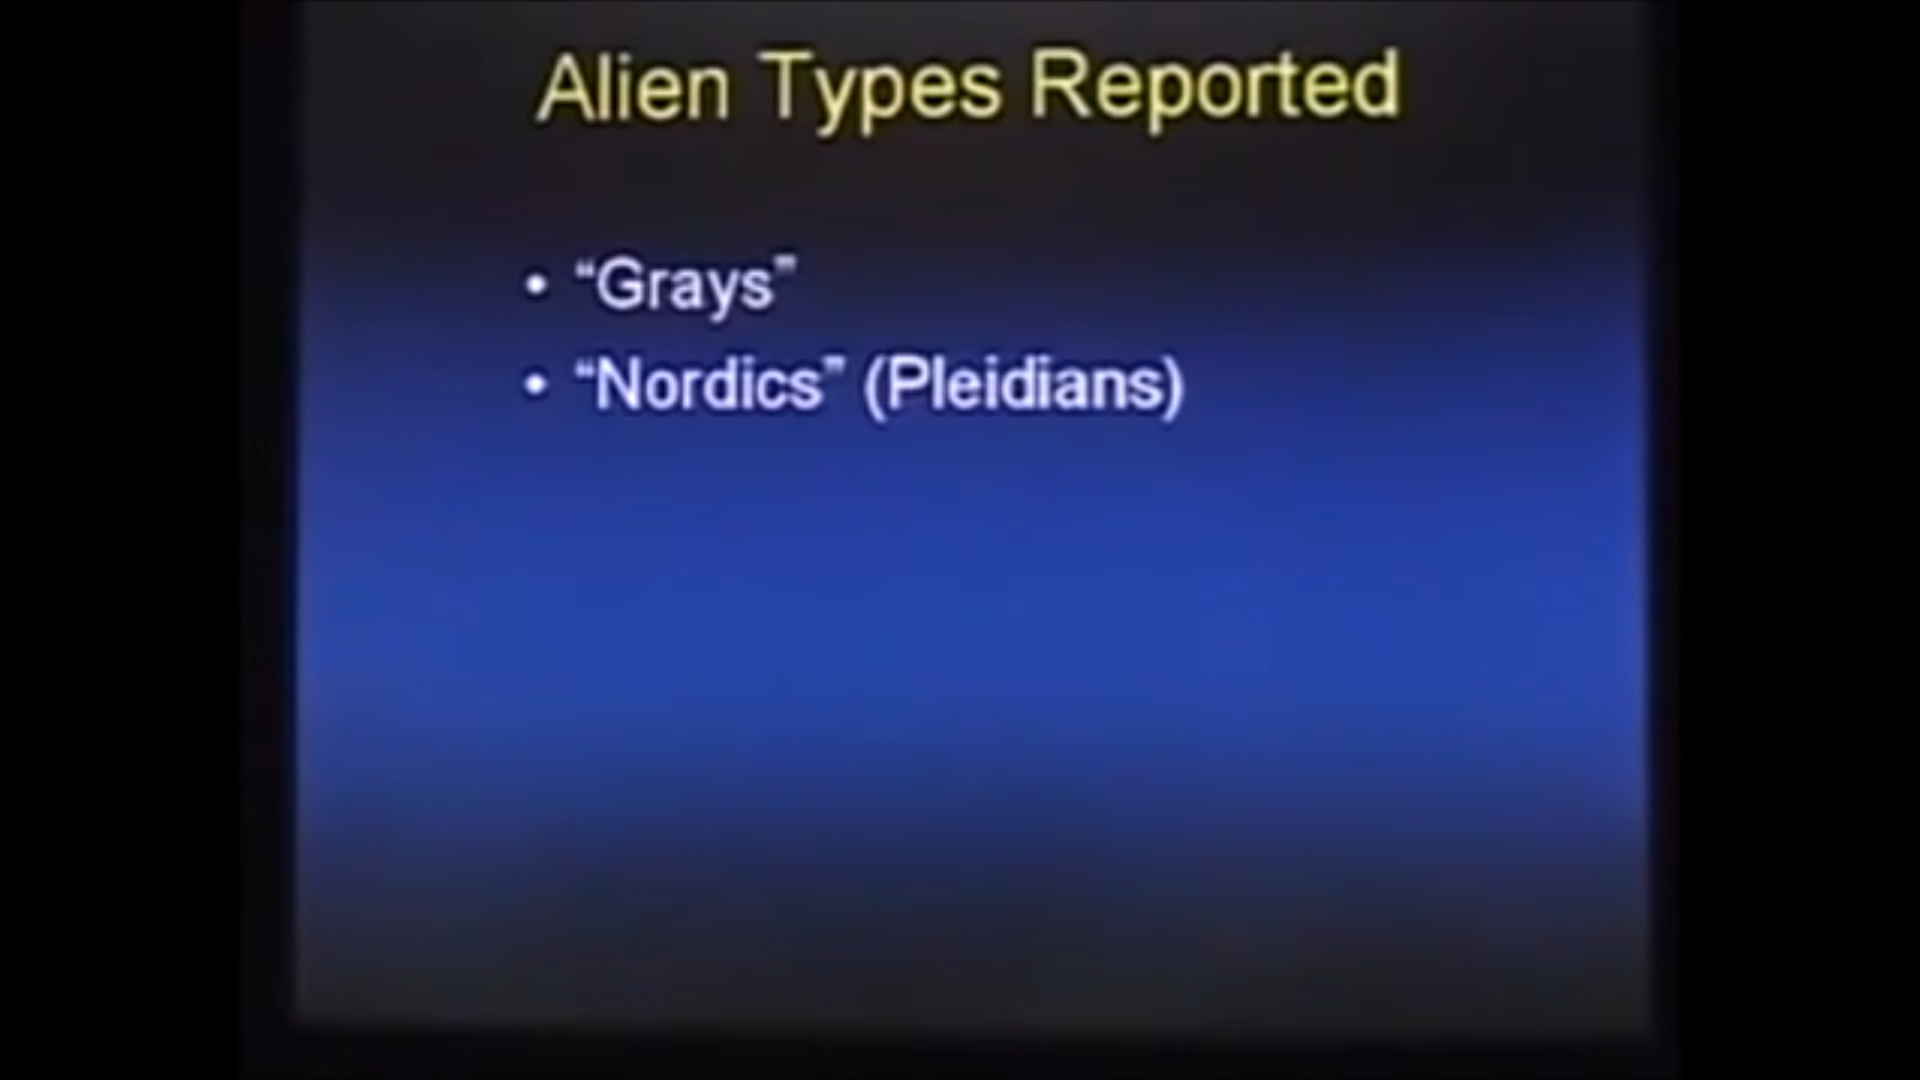 Alien Types Reported
• “Grays”
• “Nordics” (Pleidians)